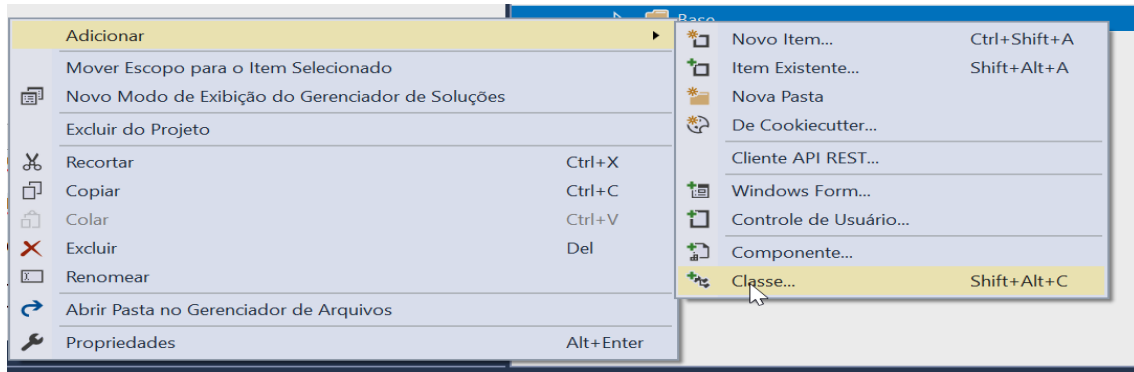 Base
Adicionar
Mover Escopo para o Item Selecionado
Novo Modo de Exibição do Gerenciador de Soluções
Excluir do Projeto
Recortar Ctrl+X
Copiar Ctrl+C
Colar Ctrl+V
Excluir Del
Renomear
Abrir Pasta no Gerenciador de Arquivos
Propriedades Alt+Enter
Novo Item... Ctrl+Shift+A
Item Existente... Shift+Alt+A
Nova Pasta
De Cookiecutter...
Cliente API REST...
Windows Form...
Controle de Usuário...
Componente...
Classe... Shift+Alt+C